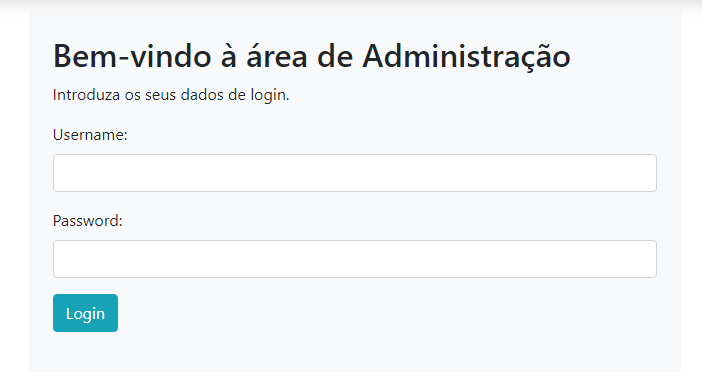 Bem-vindo à área de Administração
Introduza os seus dados de login.
Username:
Password:
Login